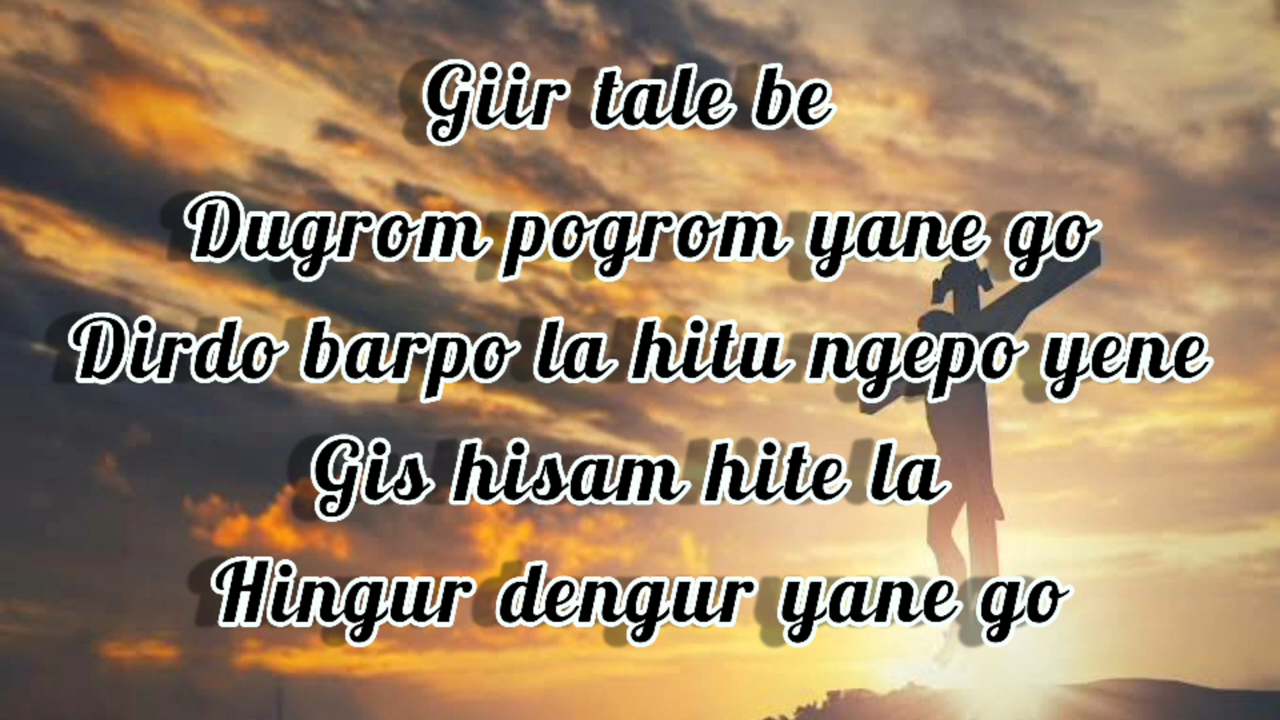 Giir tale be
Dugrom pogrom yane go
Dirdo barpo la hitu ngepo yene
Gis hisam hite la
Hingur dengur yane go